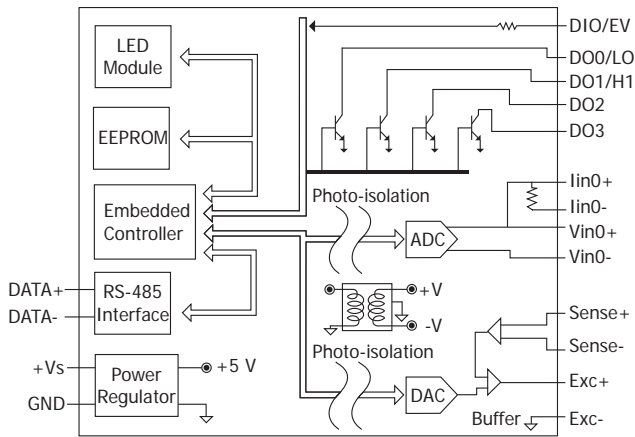 LED
Module
EEPROM
Embedded
Controller
RS-485
Interface
Power
Regulator
DATA+
DATA-
+Vs
GND
+5 V
Photo-isolation
ADC
+V
-V
Photo-isolation
DAC
Buffer
DIO/EV
DO0/LO
DO1/H1
DO2
DO3
Iin0+
Iin0-
Vin0+
Vin0-
Sense+
Sense-
Exc+
Exc-